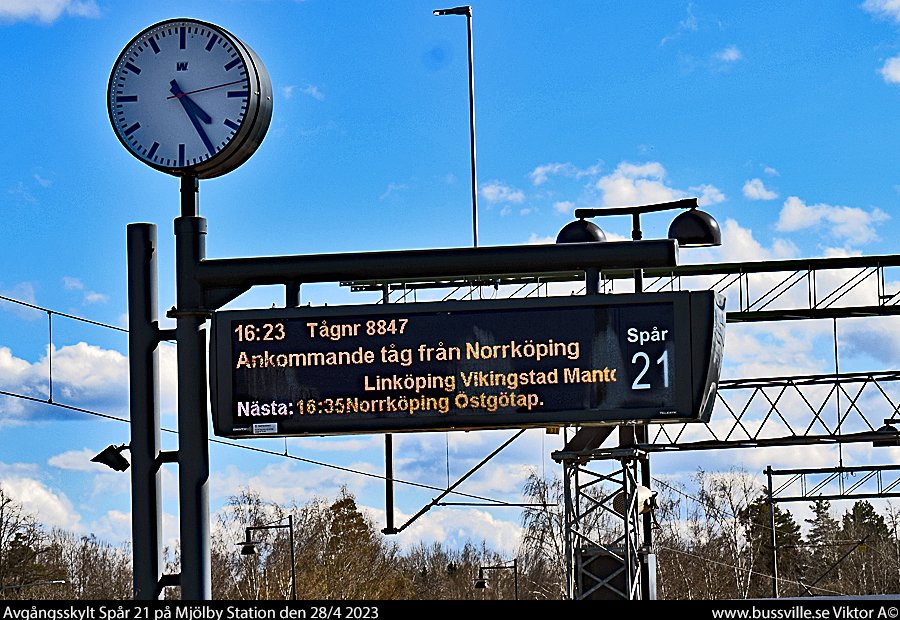 W
16:23 Tågnr 8847
Ankommande tåg från Norrköping
Linköping Vikingstad Manto
Nästa: 16:35Norrköping Östgötap.
Spår
21
Avgångsskylt Spår 21 på Mjölby Station den 28/4 2023
www.bussville.se Viktor A©